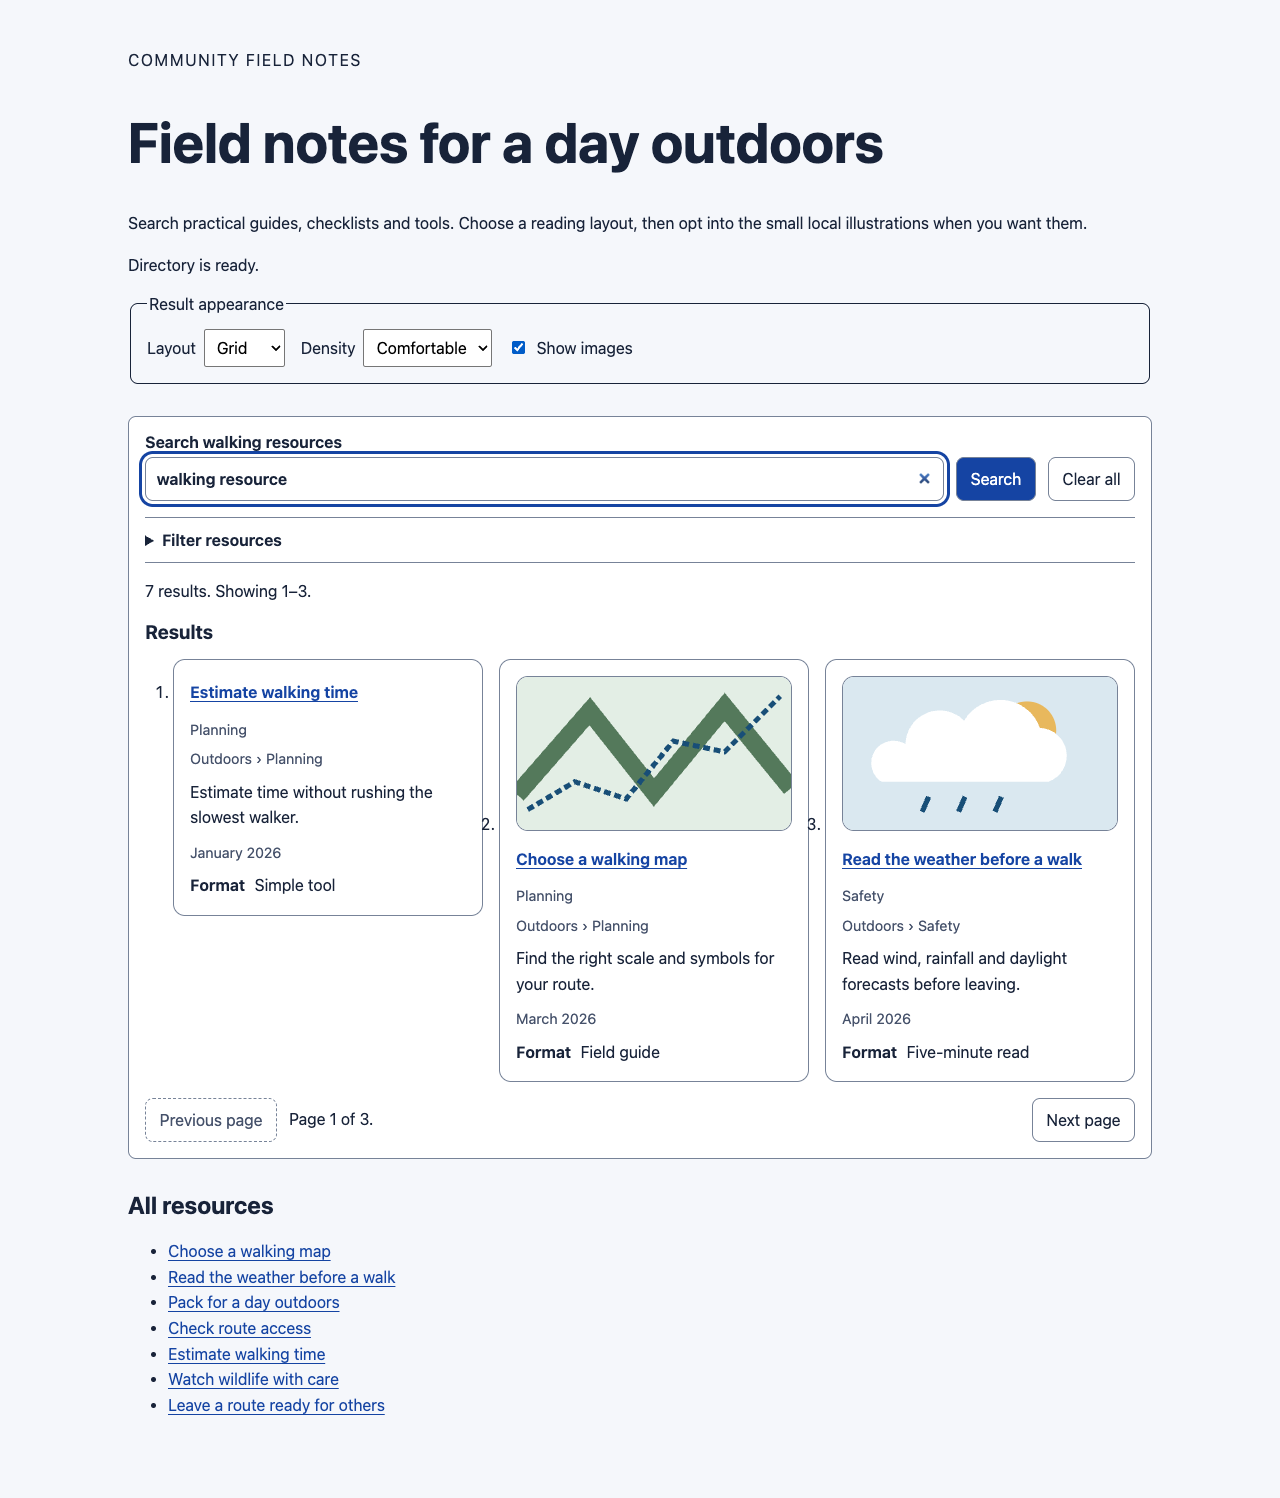 COMMUNITY FIELD NOTES
Field notes for a day outdoors
Search practical guides, checklists and tools. Choose a reading layout, then opt into the small local illustrations when you want them.
Directory is ready.
Result appearance
Layout Grid Density Comfortable Show images
Search walking resources
walking resource × Search Clear all
Filter resources
7 results. Showing 1–3.
Results
1. Estimate walking time
Planning
Outdoors › Planning
Estimate time without rushing the
slowest walker.
January 2026
Format Simple tool
2.
Choose a walking map
Planning
Outdoors › Planning
Find the right scale and symbols for
your route.
March 2026
Format Field guide
3.
Read the weather before a walk
Safety
Outdoors › Safety
Read wind, rainfall and daylight
forecasts before leaving.
April 2026
Format Five-minute read
Previous page Page 1 of 3. Next page
All resources
• Choose a walking map
• Read the weather before a walk
• Pack for a day outdoors
• Check route access
• Estimate walking time
• Watch wildlife with care
• Leave a route ready for others